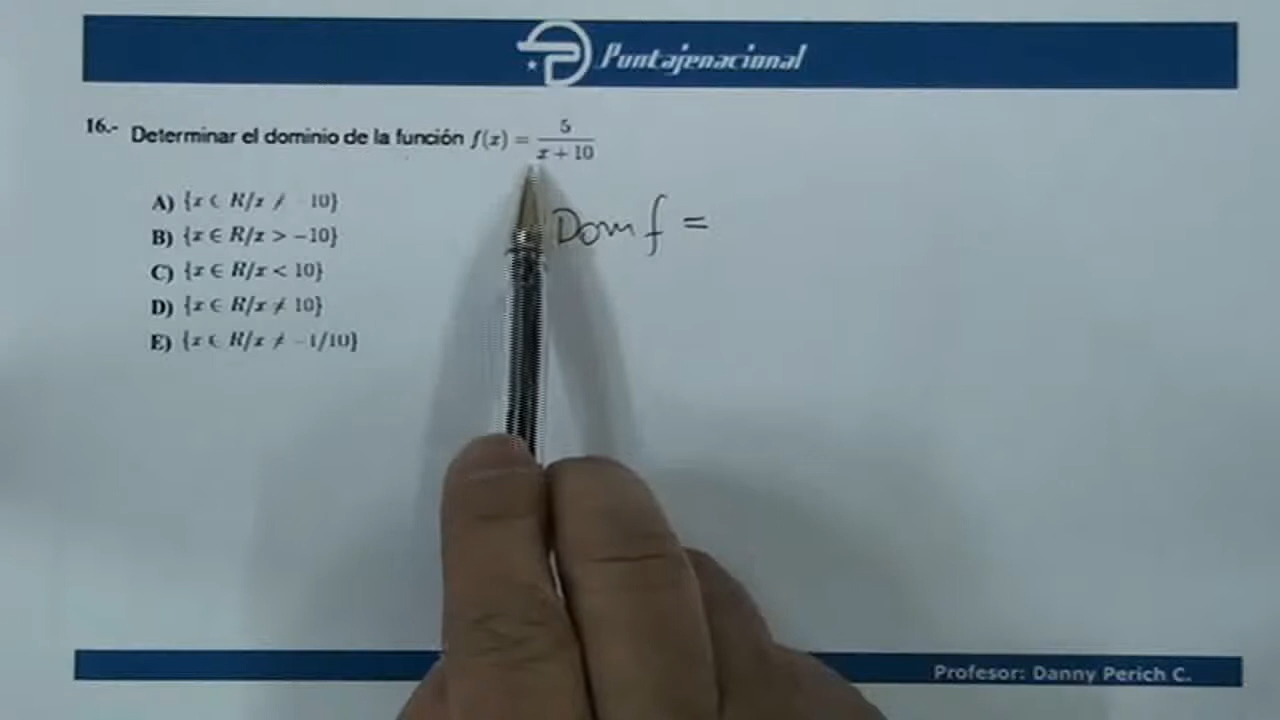 Puntajenacional
16.- Determinar el dominio de la función f(x) = 5 / x + 10
A) {x ∈ R/x ≠ -10}
B) {x ∈ R/x > -10}
C) {x ∈ R/x < 10}
D) {x ∈ R/x ≠ 10}
E) {x ∈ R/x ≠ -1/10}
Dom f =
Profesor: Danny Perich C.